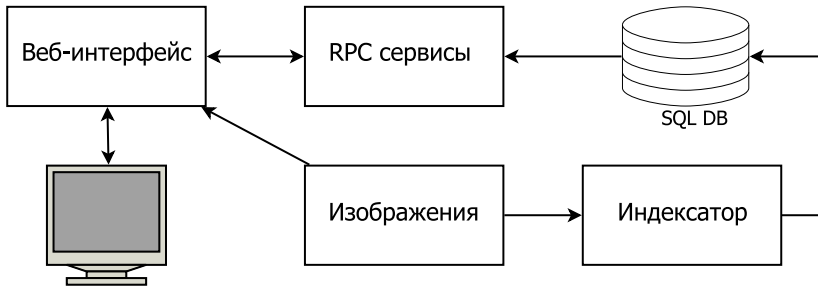 Веб-интерфейс
RPC сервисы
SQL DB
Изображения
Индексатор